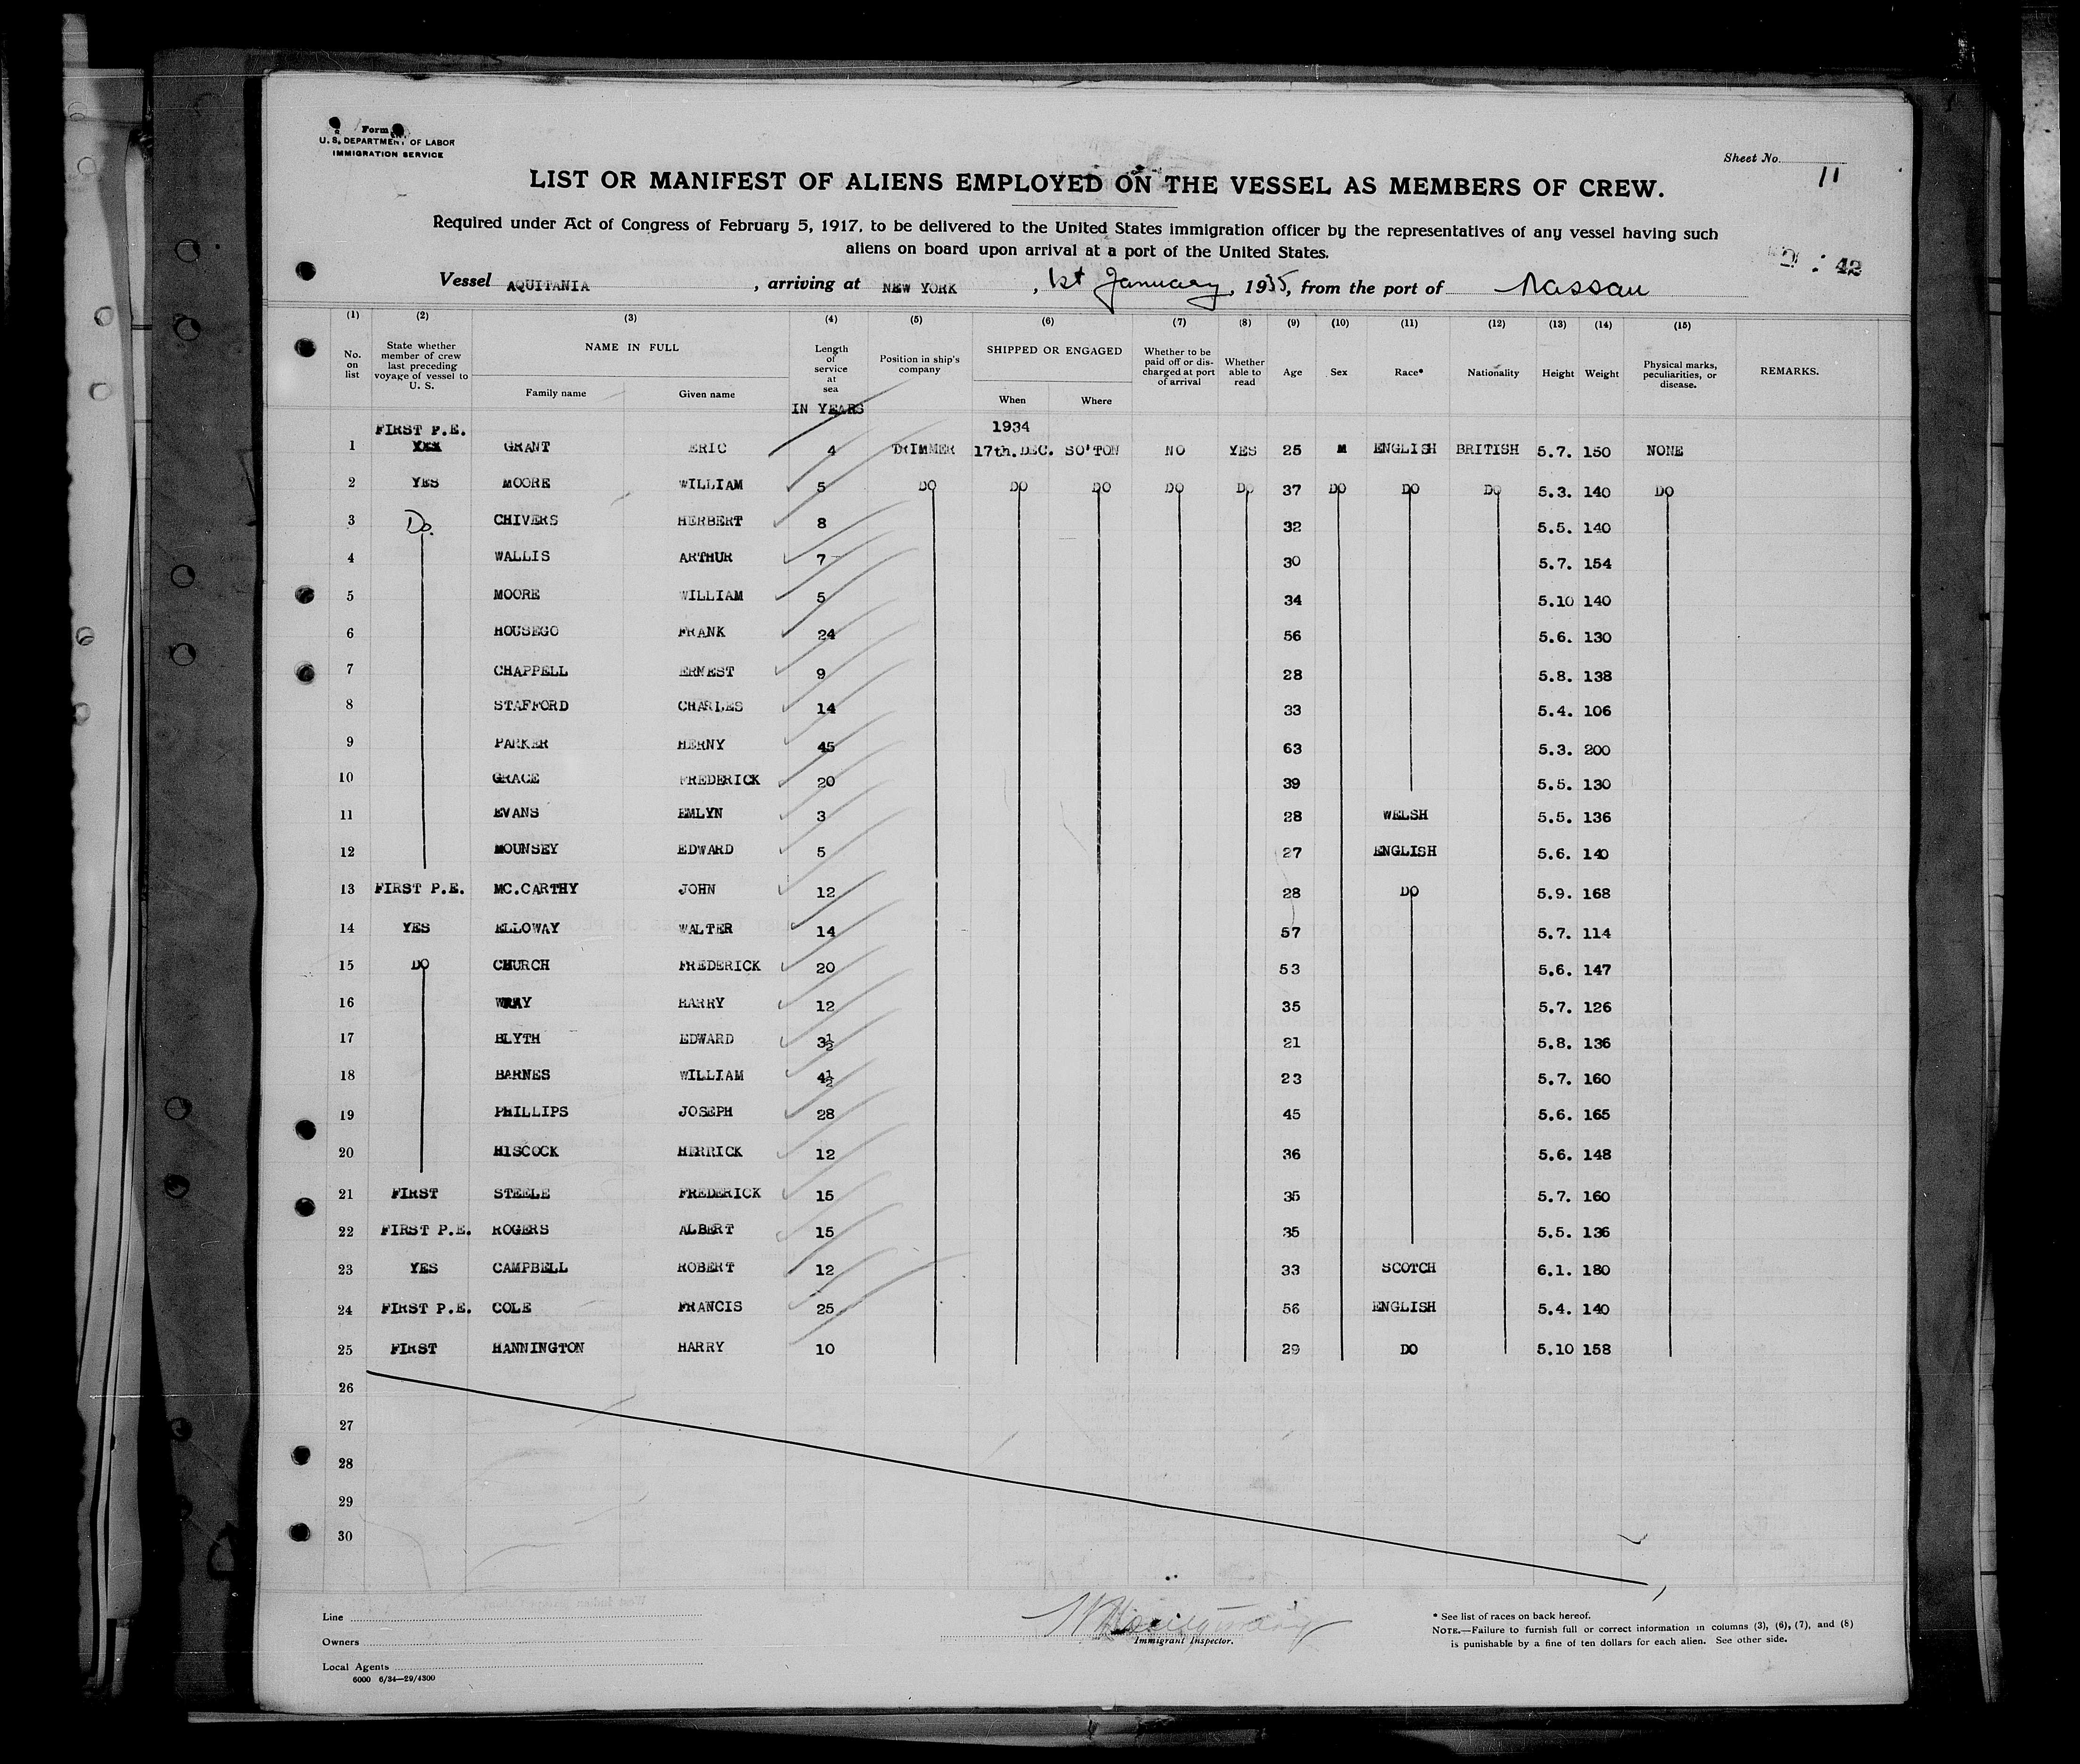 Form
U. S. DEPARTMENT OF LABOR
IMMIGRATION SERVICE
Sheet No.
11
LIST OR MANIFEST OF ALIENS EMPLOYED ON THE VESSEL AS MEMBERS OF CREW.
Required under Act of Congress of February 5, 1917, to be delivered to the United States immigration officer by the representatives of any vessel having such
aliens on board upon arrival at a port of the United States.
42
Vessel AQUITANIA , arriving at NEW YORK , 1st January, 1935, from the port of Nassau
(1) (2) (3) (4) (5) (6) (7) (8) (9) (10) (11) (12) (13) (14) (15)
No. on list State whether member of crew last preceding voyage of vessel to U. S. NAME IN FULL Family name Given name Length of service at sea IN YEARS Position in ship's company SHIPPED OR ENGAGED When Where Whether to be paid off or discharged at port of arrival Whether able to read Age Sex Race* Nationality Height Weight Physical marks, peculiarities, or disease. REMARKS.
FIRST P.E. 1934
1 XXX GRANT ERIC 4 TRIMMER 17th.DEC. SO'TON NO YES 25 M ENGLISH BRITISH 5.7. 150 NONE
2 YES MOORE WILLIAM 5 DO DO DO DO DO 37 DO DO DO 5.3. 140 DO
3 Do. CHIVERS HERBERT 8 32 5.5. 140
4 WALLIS ARTHUR 7 30 5.7. 154
5 MOORE WILLIAM 5 34 5.10 140
6 HOUSEGO FRANK 24 56 5.6. 130
7 CHAPPELL ERNEST 9 28 5.8. 138
8 STAFFORD CHARLES 14 33 5.4. 106
9 PARKER HERNY 45 63 5.3. 200
10 GRACE FREDERICK 20 39 5.5. 130
11 EVANS EMLYN 3 28 WELSH 5.5. 136
12 MOUNSEY EDWARD 5 27 ENGLISH 5.6. 140
13 FIRST P.E. MC.CARTHY JOHN 12 28 DO 5.9. 168
14 YES ELLOWAY WALTER 14 57 5.7. 114
15 DO CHURCH FREDERICK 20 53 5.6. 147
16 WRAY HARRY 12 35 5.7. 126
17 BLYTH EDWARD 3½ 21 5.8. 136
18 BARNES WILLIAM 4½ 23 5.7. 160
19 PHILLIPS JOSEPH 28 45 5.6. 165
20 HISCOCK HERRICK 12 36 5.6. 148
21 FIRST STEELE FREDERICK 15 35 5.7. 160
22 FIRST P.E. ROGERS ALBERT 15 35 5.5. 136
23 YES CAMPBELL ROBERT 12 33 SCOTCH 6.1. 180
24 FIRST P.E. COLE FRANCIS 25 56 ENGLISH 5.4. 140
25 FIRST HANNINGTON HARRY 10 29 DO 5.10 158
26
27
28
29
30
Line
Owners
Local Agents
6000 6/34—29/4300
Immigrant Inspector.
* See list of races on back hereof.
NOTE.—Failure to furnish full or correct information in columns (3), (6), (7), and (8)
is punishable by a fine of ten dollars for each alien. See other side.